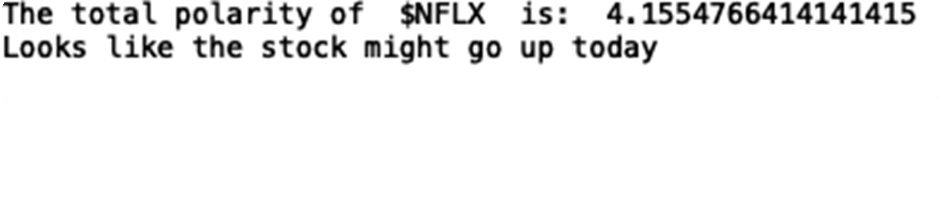 The total polarity of  $NFLX  is:  4.1554766414141415
Looks like the stock might go up today